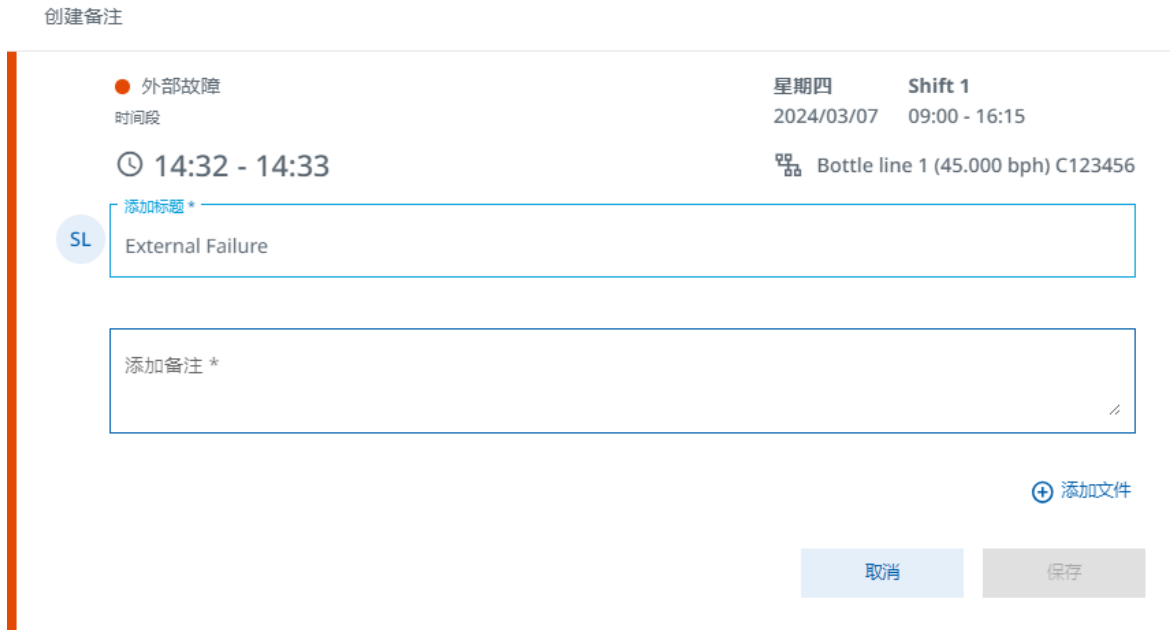 创建备注
外部故障
星期四 Shift 1
时间段
2024/03/07 09:00 - 16:15
14:32 - 14:33
Bottle line 1 (45.000 bph) C123456
添加标题 *
SL
External Failure
添加备注 *
添加文件
取消 保存